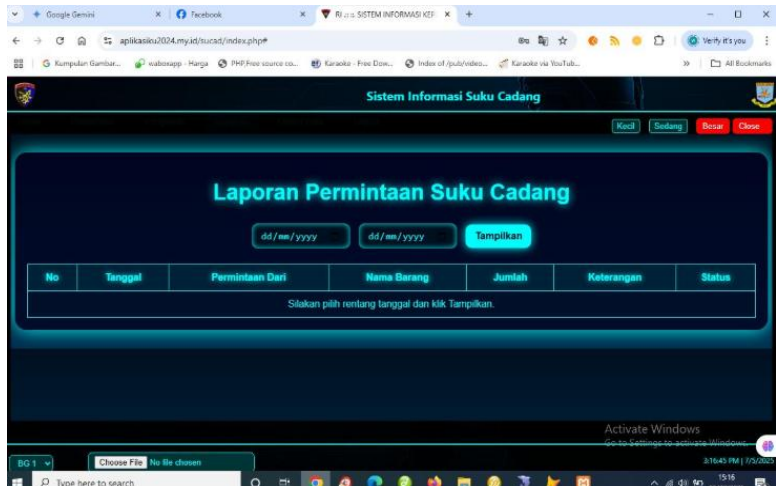 Google Gemini
Facebook
SISTEM INFORMASI KEP
aplikasiku2024.my.id/sucad/index.php#
Verify it's you
Kumpulan Gambar...
waboxapp - Harga
PHP,Free source co...
Karaoke - Free Dow...
Index of /pub/video...
Karaoke via YouTub...
All Bookmarks
Sistem Informasi Suku Cadang
Kecil
Sedang
Besar
Close
Laporan Permintaan Suku Cadang
dd/mm/yyyy
dd/mm/yyyy
Tampilkan
No
Tanggal
Permintaan Dari
Nama Barang
Jumlah
Keterangan
Status
Silakan pilih rentang tanggal dan klik Tampilkan.
Activate Windows
Go to Settings to activate Windows.
BG 1
Choose File No file chosen
3:16:45 PM | 7/5/2025
Type here to search
15:16